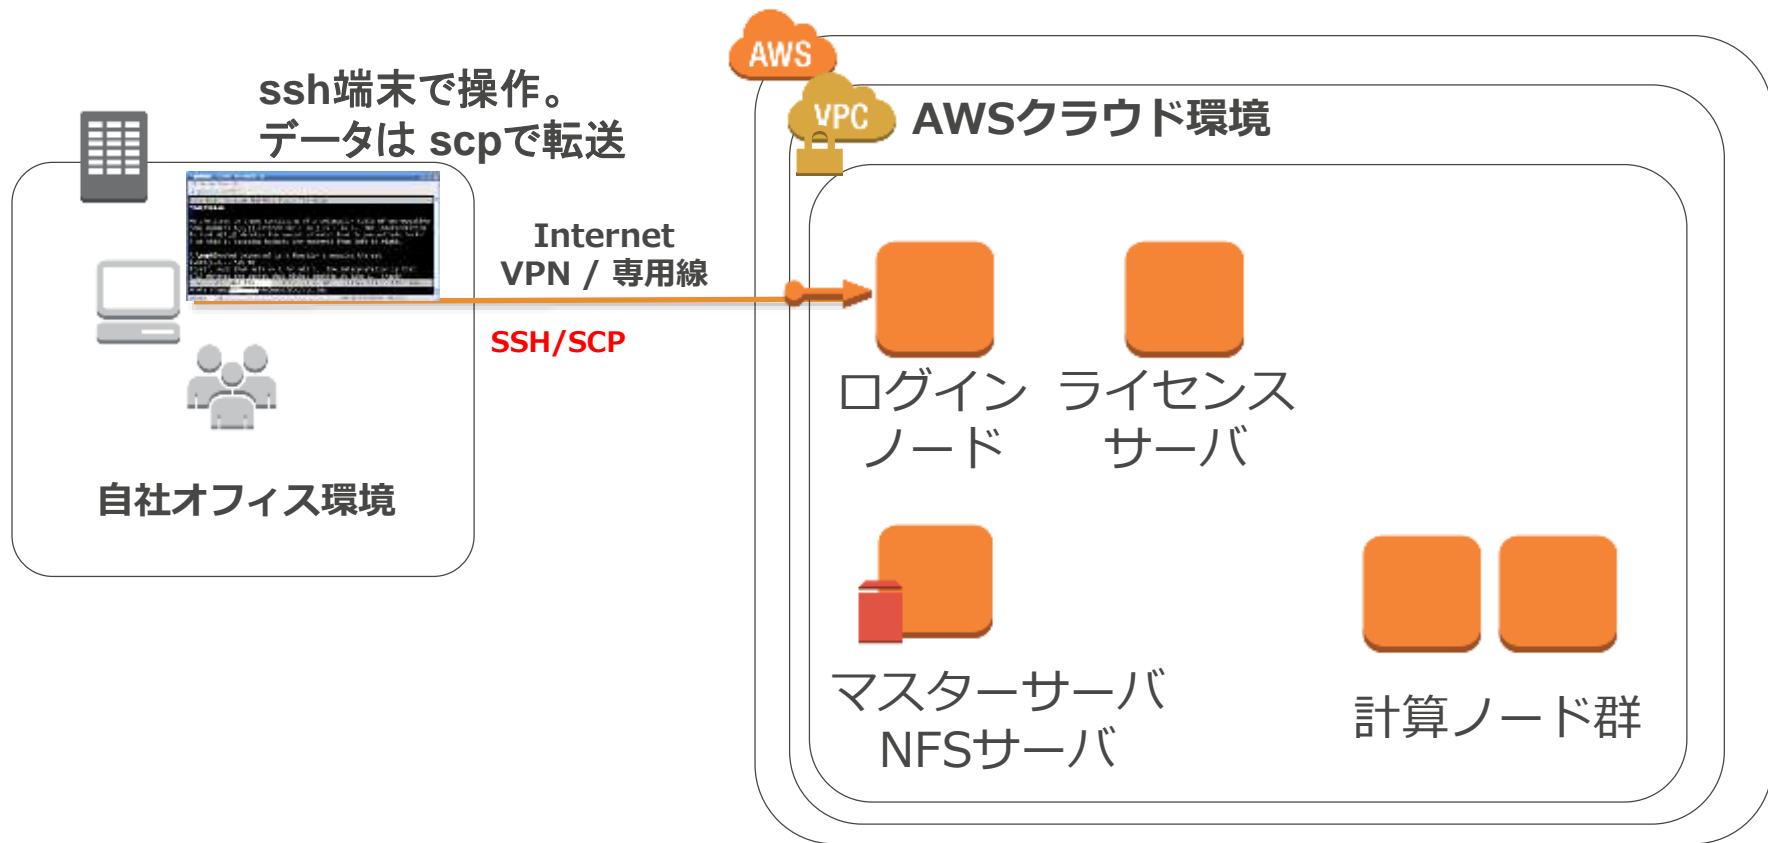 ssh端末で操作。
データは scpで転送
自社オフィス環境
Internet
VPN / 専用線
SSH/SCP
AWS
VPC
AWSクラウド環境
ログイン
ノード
ライセンス
サーバ
マスターサーバ
NFSサーバ
計算ノード群